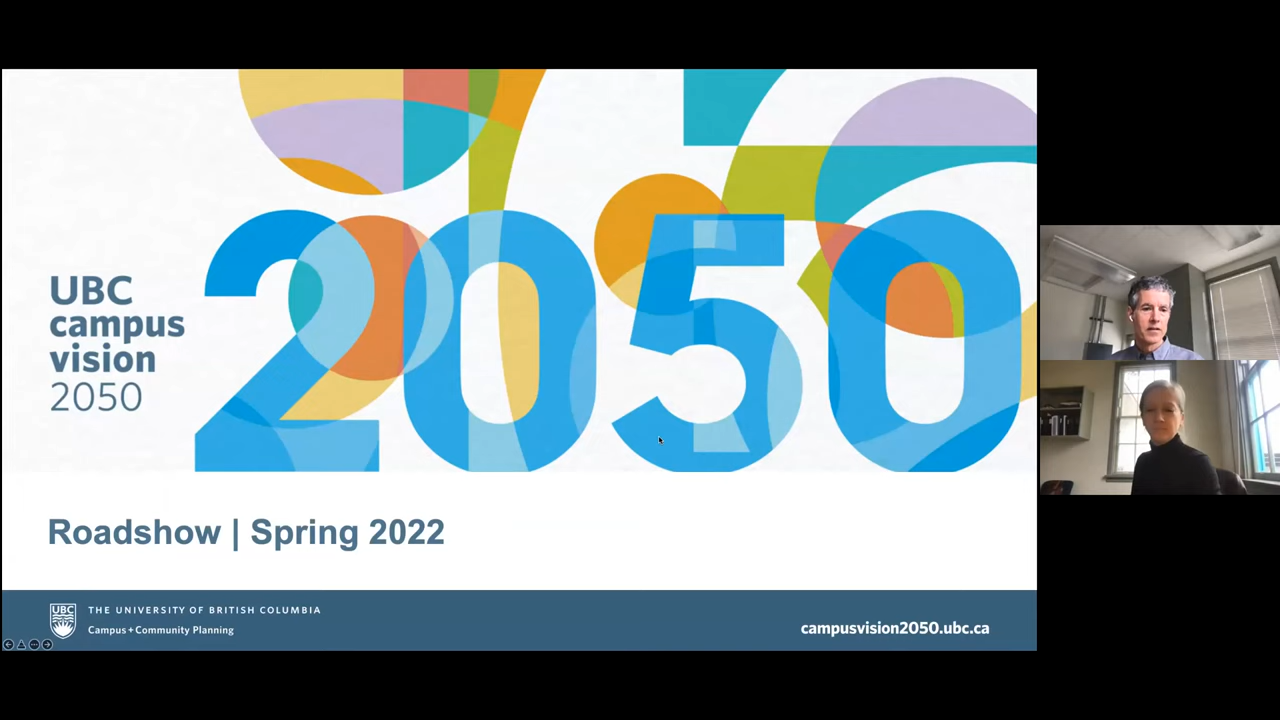 UBC
campus
vision
2050
2050
Roadshow | Spring 2022
UBC
THE UNIVERSITY OF BRITISH COLUMBIA
Campus + Community Planning
campusvision2050.ubc.ca